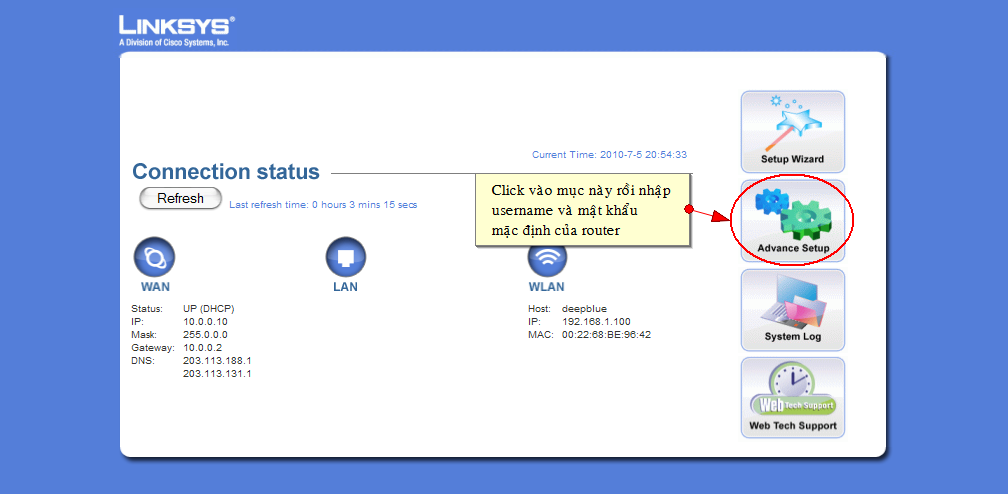 LINKSYS®
A Division of Cisco Systems, Inc.
Current Time: 2010-7-5 20:54:33
Connection status
Refresh
Last refresh time: 0 hours 3 mins 15 secs
Click vào mục này rồi nhập
username và mật khẩu
mặc định của router
WAN
LAN
WLAN
Status: UP (DHCP)
IP: 10.0.0.10
Mask: 255.0.0.0
Gateway: 10.0.0.2
DNS: 203.113.188.1
203.113.131.1
Host: deepblue
IP: 192.168.1.100
MAC: 00:22:68:BE:96:42
Setup Wizard
Advance Setup
System Log
Web Tech Support
Web Tech Support